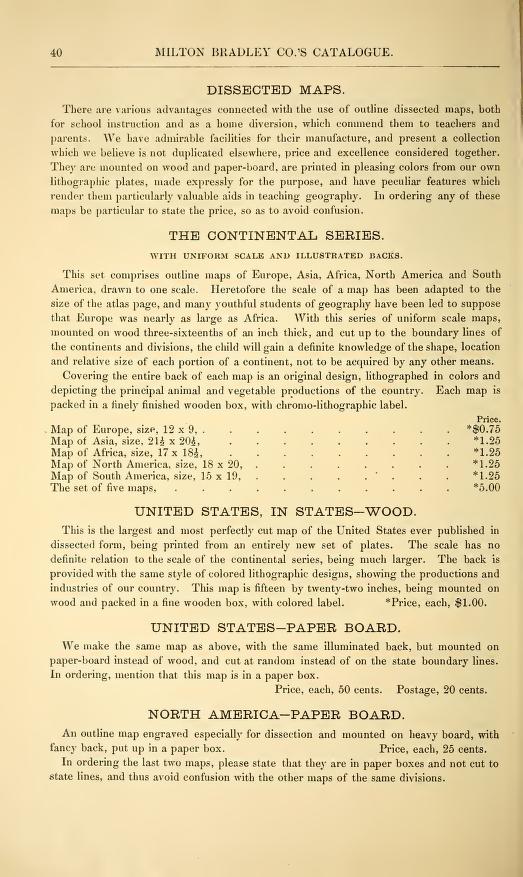 40 MILTON BRADLEY CO.'S CATALOGUE.
DISSECTED MAPS.
There are various advantages connected with the use of outline dissected maps, both
for school instruction and as a home diversion, which commend them to teachers and
parents. We have admirable facilities for their manufacture, and present a collection
which we believe is not duplicated elsewhere, price and excellence considered together.
They are mounted on wood and paper-board, are printed in pleasing colors from our own
lithographic plates, made expressly for the purpose, and have peculiar features which
render them particularly valuable aids in teaching geography. In ordering any of these
maps be particular to state the price, so as to avoid confusion.
THE CONTINENTAL SERIES.
WITH UNIFORM SCALE AND ILLUSTRATED BACKS.
This set comprises outline maps of Europe, Asia, Africa, North America and South
America, drawn to one scale. Heretofore the scale of a map has been adapted to the
size of the atlas page, and many youthful students of geography have been led to suppose
that Europe was nearly as large as Africa. With this series of uniform scale maps,
mounted on wood three-sixteenths of an inch thick, and cut up to the boundary lines of
the continents and divisions, the child will gain a definite knowledge of the shape, location
and relative size of each portion of a continent, not to be acquired by any other means.
Covering the entire back of each map is an original design, lithographed in colors and
depicting the principal animal and vegetable productions of the country. Each map is
packed in a finely finished wooden box, with chromo-lithographic label.
Price.
Map of Europe, size, 12 x 9, . . . . . . . . . . *$0.75
Map of Asia, size, 21½ x 20½, . . . . . . . . . *1.25
Map of Africa, size, 17 x 18½, . . . . . . . . . *1.25
Map of North America, size, 18 x 20, . . . . . . . . *1.25
Map of South America, size, 15 x 19, . . . . . . . . *1.25
The set of five maps, . . . . . . . . . . . *5.00
UNITED STATES, IN STATES—WOOD.
This is the largest and most perfectly cut map of the United States ever published in
dissected form, being printed from an entirely new set of plates. The scale has no
definite relation to the scale of the continental series, being much larger. The back is
provided with the same style of colored lithographic designs, showing the productions and
industries of our country. This map is fifteen by twenty-two inches, being mounted on
wood and packed in a fine wooden box, with colored label. *Price, each, $1.00.
UNITED STATES—PAPER BOARD.
We make the same map as above, with the same illuminated back, but mounted on
paper-board instead of wood, and cut at random instead of on the state boundary lines.
In ordering, mention that this map is in a paper box.
Price, each, 50 cents. Postage, 20 cents.
NORTH AMERICA—PAPER BOARD.
An outline map engraved especially for dissection and mounted on heavy board, with
fancy back, put up in a paper box. Price, each, 25 cents.
In ordering the last two maps, please state that they are in paper boxes and not cut to
state lines, and thus avoid confusion with the other maps of the same divisions.